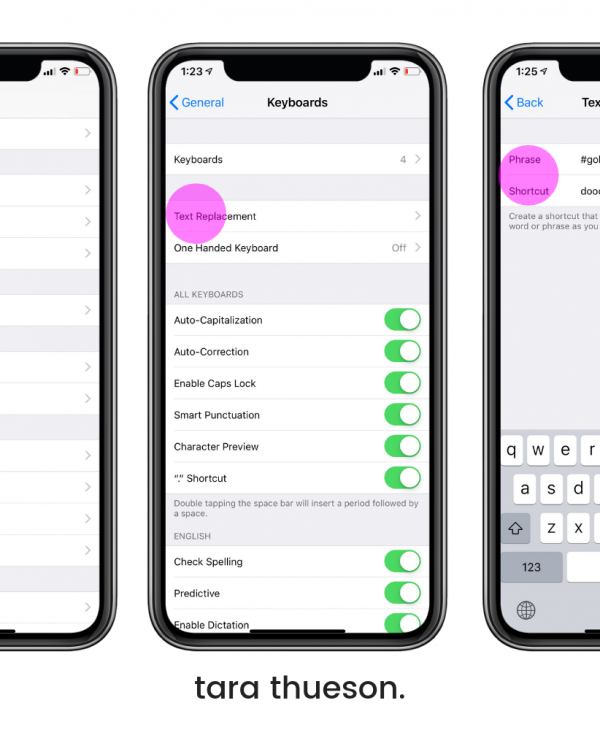 1:23
General
Keyboards
Keyboards 4
Text Replacement
One Handed Keyboard Off
ALL KEYBOARDS
Auto-Capitalization
Auto-Correction
Enable Caps Lock
Smart Punctuation
Character Preview
“.” Shortcut
Double tapping the space bar will insert a period followed by
a space.
ENGLISH
Check Spelling
Predictive
Enable Dictation
1:25
Back
Tex
Phrase #gol
Shortcut dooc
Create a shortcut that
word or phrase as you
q w e r
a s d
z x
123
tara thueson.